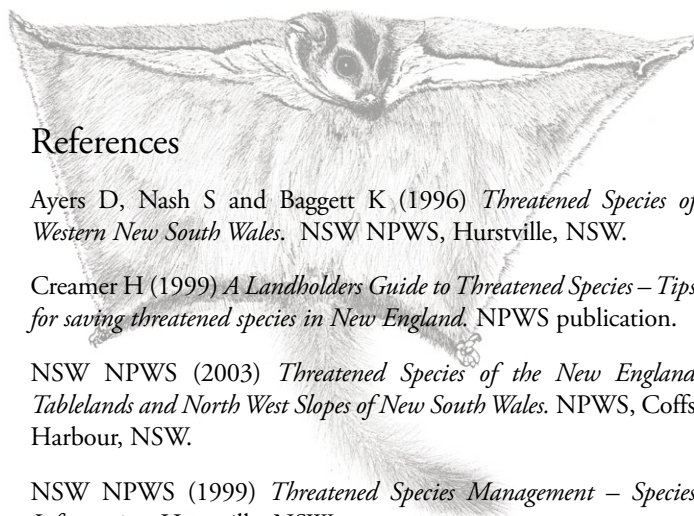 References
Ayers D, Nash S and Baggett K (1996) Threatened Species of
Western New South Wales. NSW NPWS, Hurstville, NSW.
Creamer H (1999) A Landholders Guide to Threatened Species – Tips
for saving threatened species in New England. NPWS publication.
NSW NPWS (2003) Threatened Species of the New England
Tablelands and North West Slopes of New South Wales. NPWS, Coffs
Harbour, NSW.
NSW NPWS (1999) Threatened Species Management – Species